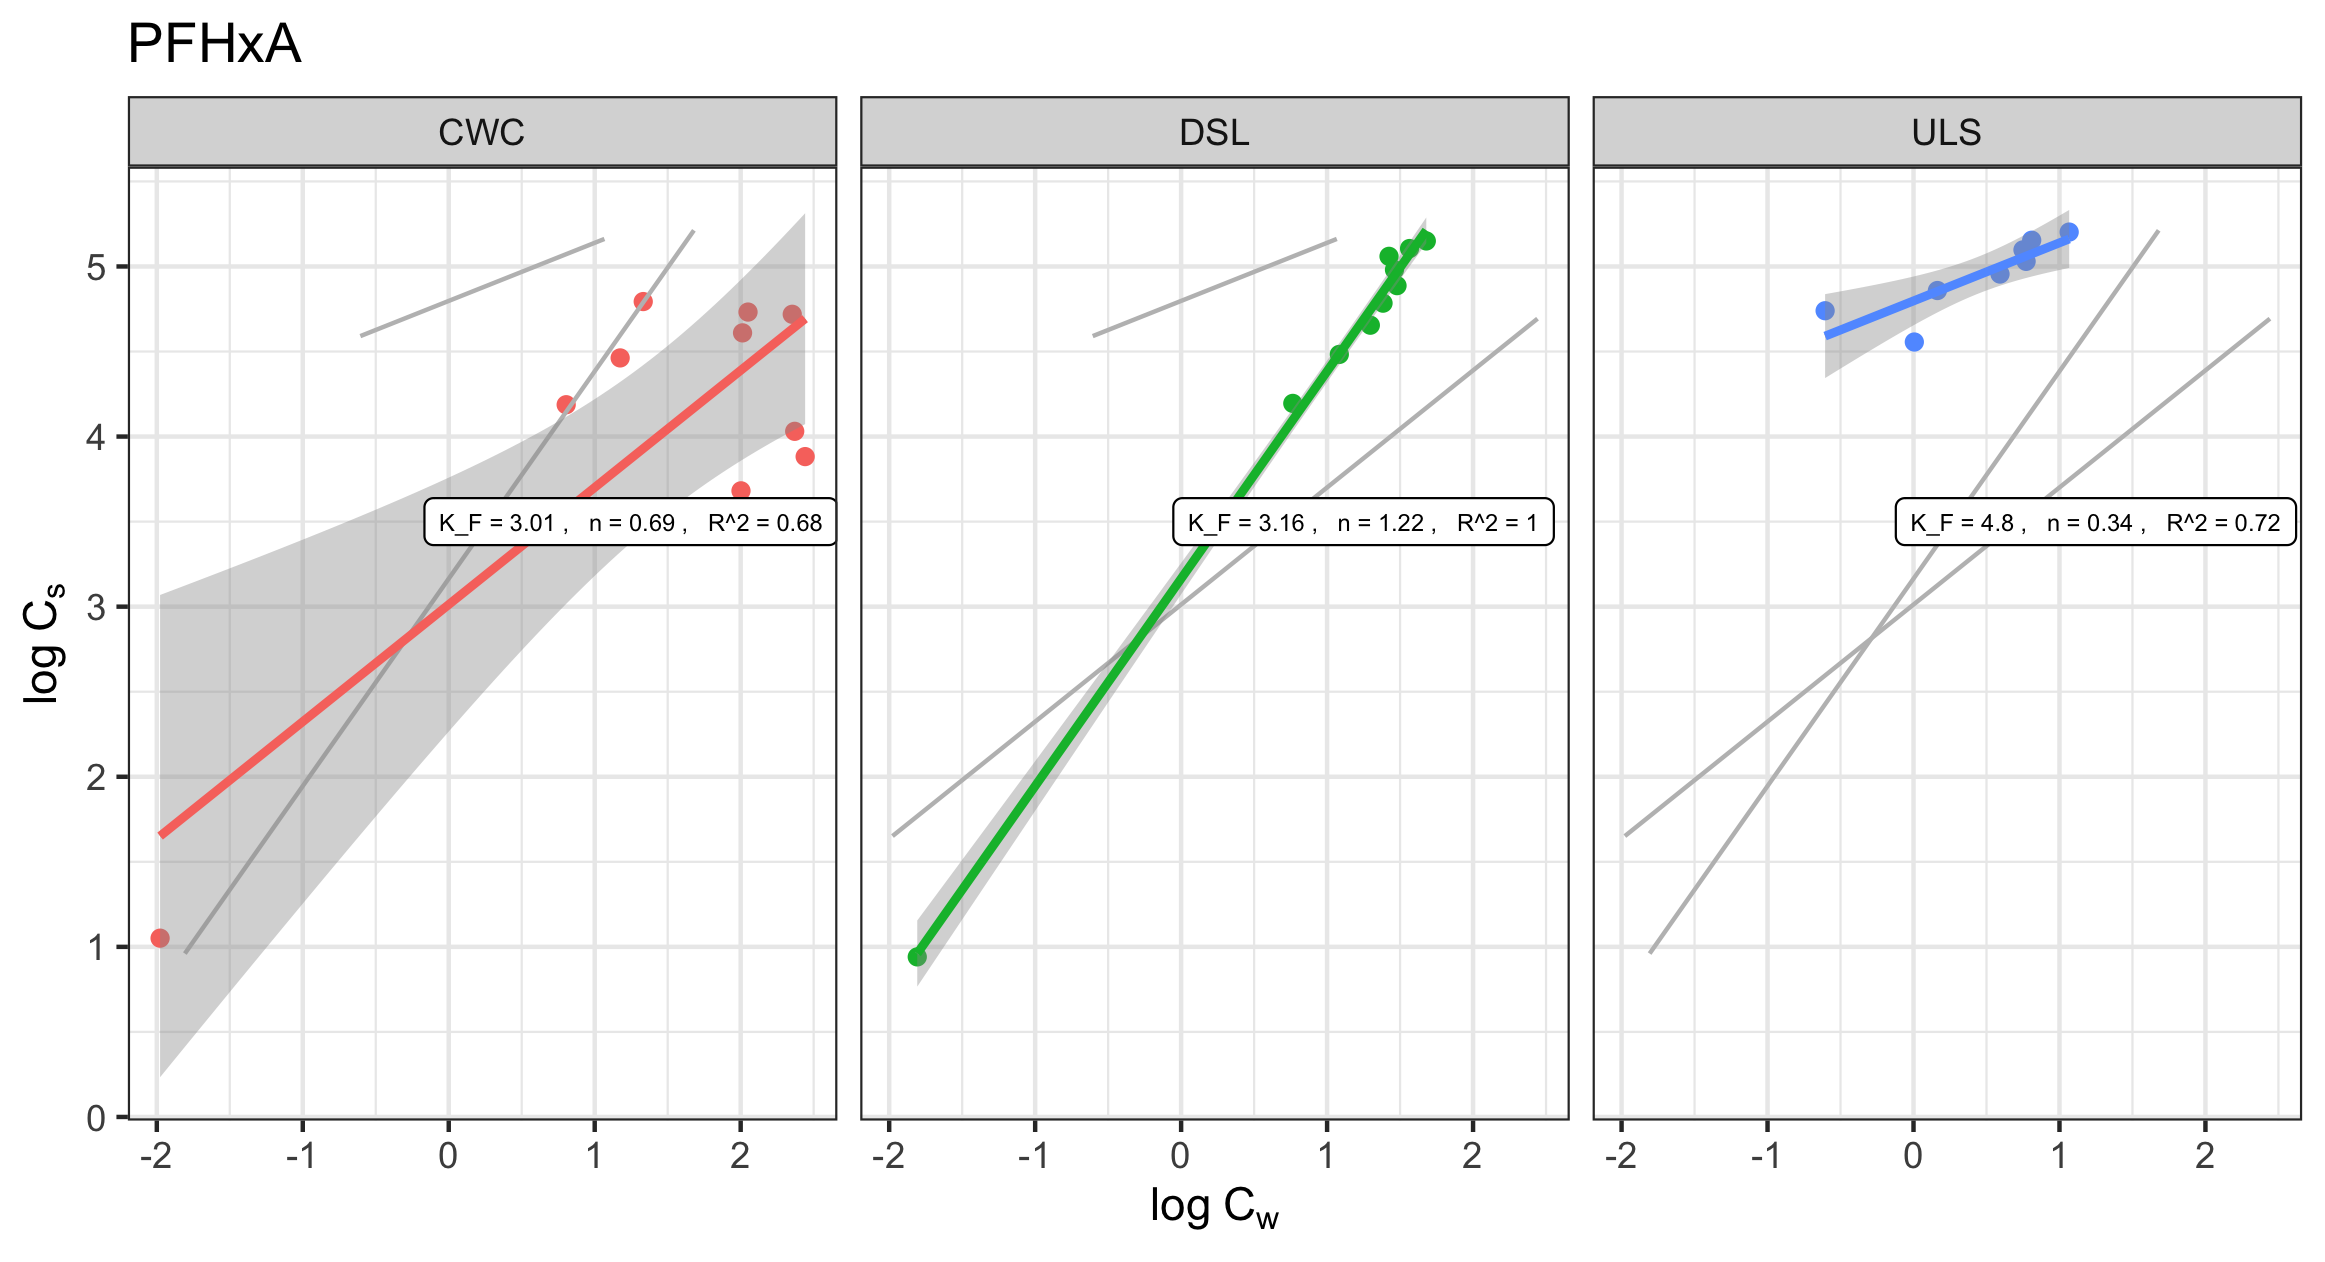 PFHxA
CWC DSL ULS
5
4
K_F = 3.01 , n = 0.69 , R^2 = 0.68 K_F = 3.16 , n = 1.22 , R^2 = 1 K_F = 4.8 , n = 0.34 , R^2 = 0.72
3
log Cs
2
1
0
-2 -1 0 1 2 -2 -1 0 1 2 -2 -1 0 1 2
log Cw